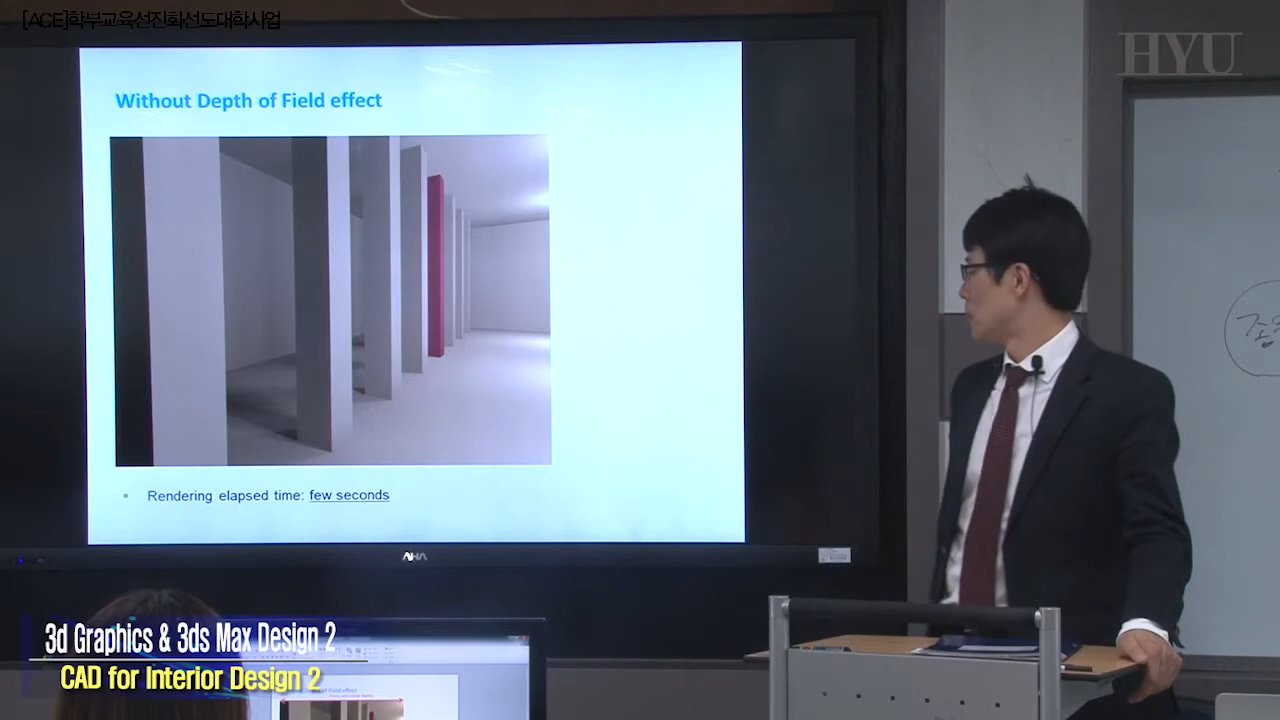 [ACE]학부교육선진화선도대학사업
HYU
Without Depth of Field effect
Rendering elapsed time: few seconds
AHA
3d Graphics & 3ds Max Design 2
CAD for Interior Design 2